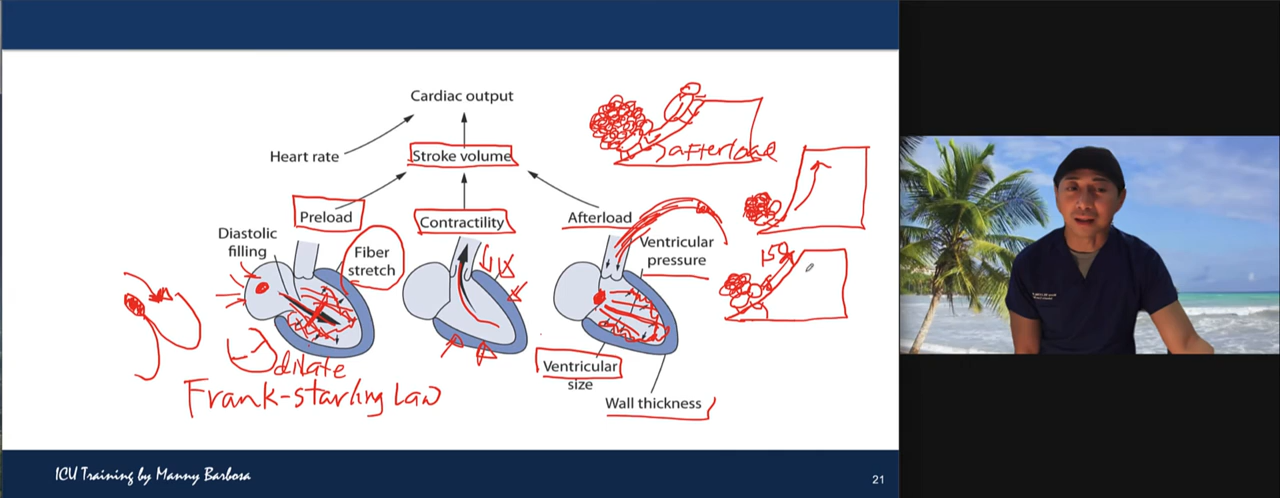 Cardiac output
Heart rate
Stroke volume
Preload
Contractility
Afterload
afterload
Diastolic
filling
Fiber
stretch
Ventricular
pressure
dilate
Frank-starling Law
Ventricular
size
Wall thickness
ICU Training by Manny Barbosa
21